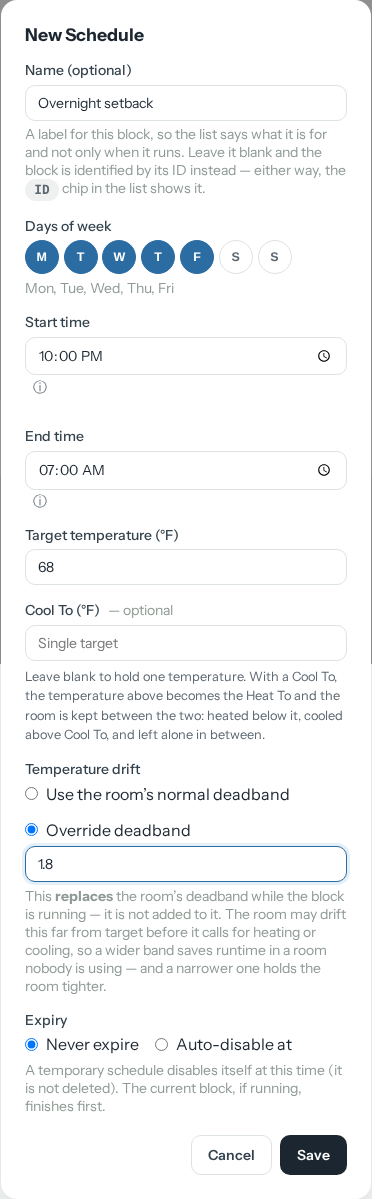 New Schedule
Name (optional)
Overnight setback
A label for this block, so the list says what it is for
and not only when it runs. Leave it blank and the
block is identified by its ID instead — either way, the
ID chip in the list shows it.
Days of week
M T W T F S S
Mon, Tue, Wed, Thu, Fri
Start time
10:00 PM
ⓘ
End time
07:00 AM
ⓘ
Target temperature (°F)
68
Cool To (°F) — optional
Single target
Leave blank to hold one temperature. With a Cool To,
the temperature above becomes the Heat To and the
room is kept between the two: heated below it, cooled
above Cool To, and left alone in between.
Temperature drift
Use the room's normal deadband
Override deadband
1.8
This replaces the room's deadband while the block
is running — it is not added to it. The room may drift
this far from target before it calls for heating or
cooling, so a wider band saves runtime in a room
nobody is using — and a narrower one holds the
room tighter.
Expiry
Never expire Auto-disable at
A temporary schedule disables itself at this time (it
is not deleted). The current block, if running,
finishes first.
Cancel Save